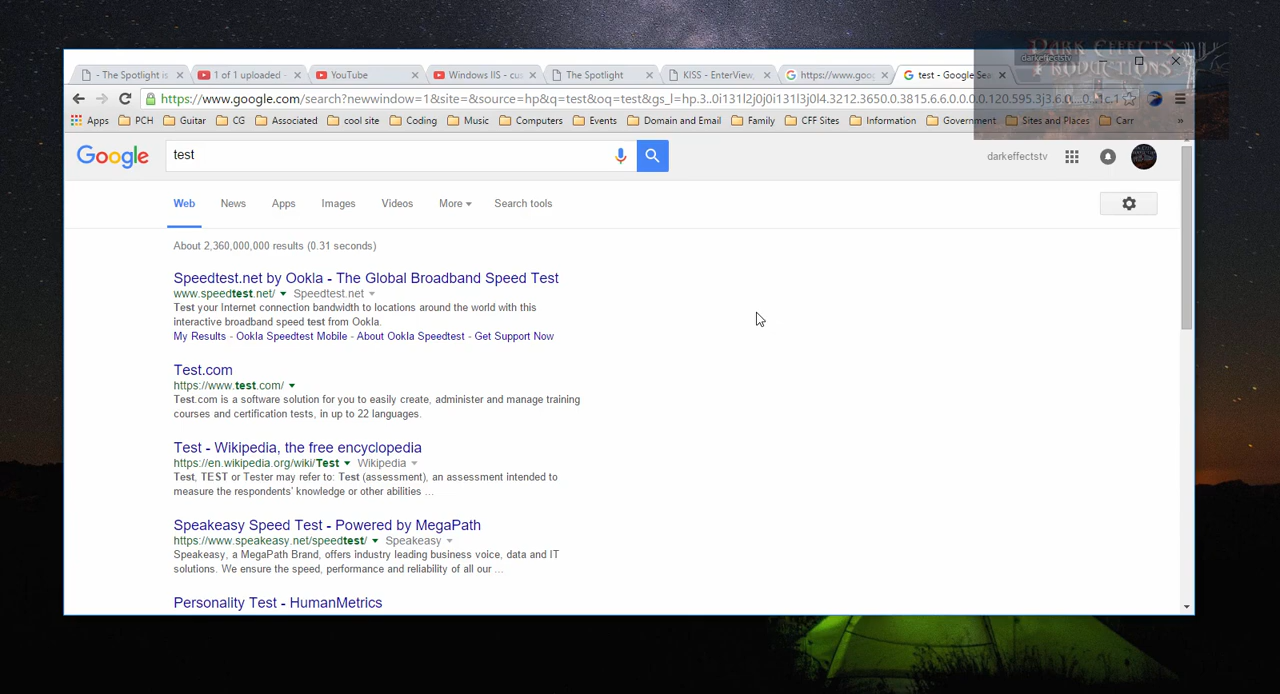 - The Spotlight is
1 of 1 uploaded -
YouTube
Windows IIS - cu
The Spotlight
KISS - EnterView
https://www.goo
test - Google Sea
darkeffectstv
DARK EFFECTS
PRODUCTIONS
https://www.google.com/search?newwindow=1&site=&source=hp&q=test&oq=test&gs_l=hp.3..0i131l2j0j0i131l3j0l4.3212.3650.0.3815.6.6.0.0.0.0.120.595.3j3.6.0....0...1c.1
Apps
PCH
Guitar
CG
Associated
cool site
Coding
Music
Computers
Events
Domain and Email
Family
CFF Sites
Information
Government
Sites and Places
Carr
»
Google
test
darkeffectstv
Web
News
Apps
Images
Videos
More
Search tools
About 2,360,000,000 results (0.31 seconds)
Speedtest.net by Ookla - The Global Broadband Speed Test
www.speedtest.net/ Speedtest.net
Test your Internet connection bandwidth to locations around the world with this
interactive broadband speed test from Ookla.
My Results - Ookla Speedtest Mobile - About Ookla Speedtest - Get Support Now
Test.com
https://www.test.com/
Test.com is a software solution for you to easily create, administer and manage training
courses and certification tests, in up to 22 languages.
Test - Wikipedia, the free encyclopedia
https://en.wikipedia.org/wiki/Test Wikipedia
Test, TEST or Tester may refer to: Test (assessment), an assessment intended to
measure the respondents' knowledge or other abilities ...
Speakeasy Speed Test - Powered by MegaPath
https://www.speakeasy.net/speedtest/ Speakeasy
Speakeasy, a MegaPath Brand, offers industry leading business voice, data and IT
solutions. We ensure the speed, performance and reliability of all our ...
Personality Test - HumanMetrics